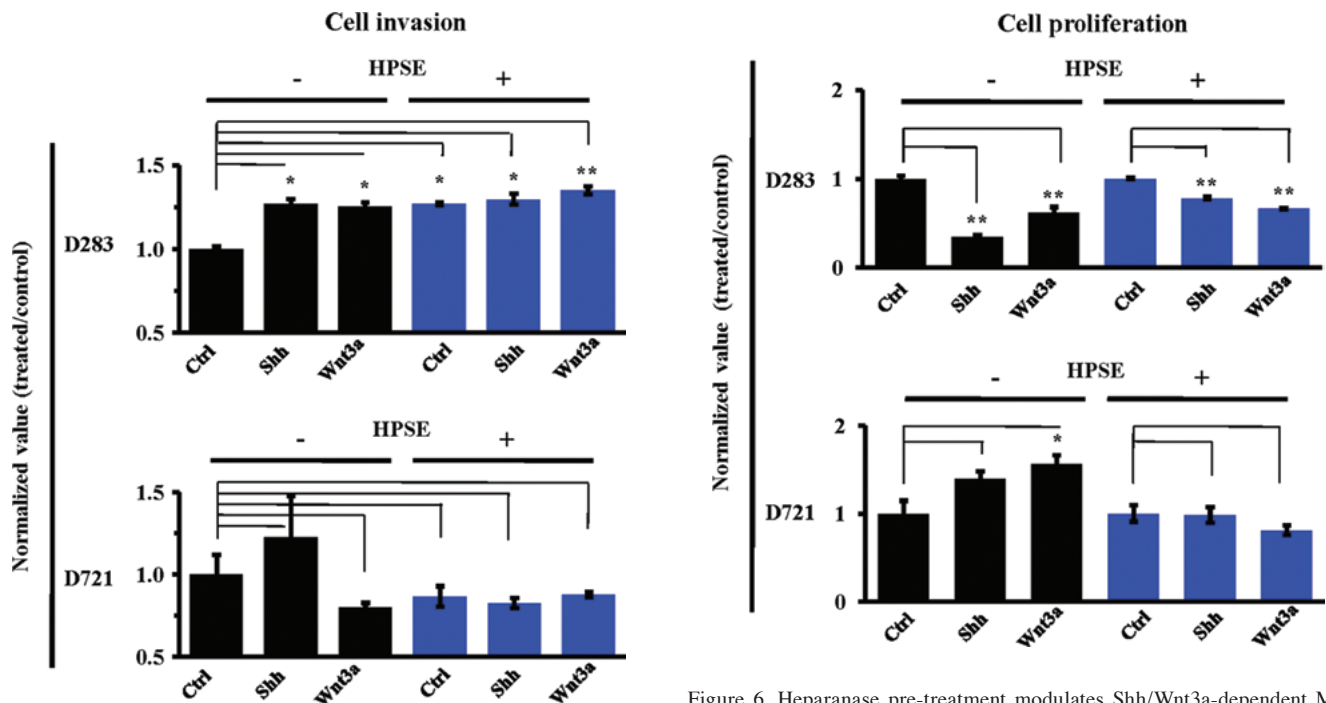 Cell invasion
HPSE
- +
Normalized value (treated/control)
D283
1.5
1.0
0.5
* * * * **
Ctrl Shh Wnt3a Ctrl Shh Wnt3a
HPSE
- +
D721
1.5
1.0
0.5
Ctrl Shh Wnt3a Ctrl Shh Wnt3a
Cell proliferation
HPSE
- +
Normalized value (treated/control)
D283
2
1
0
** ** ** **
Ctrl Shh Wnt3a Ctrl Shh Wnt3a
HPSE
- +
D721
2
1
0
*
Ctrl Shh Wnt3a Ctrl Shh Wnt3a
Figure 6. Heparanase pre-treatment modulates Shh/Wnt3a-dependent M